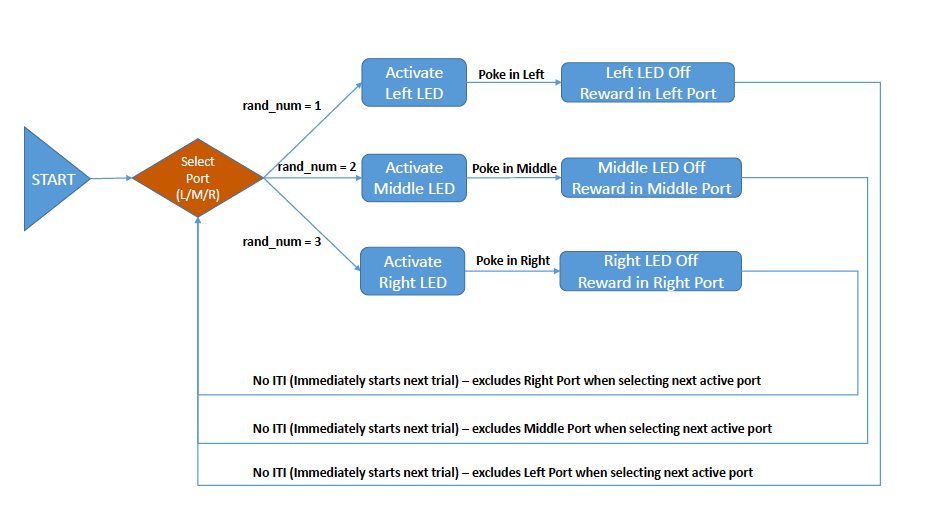 START
Select
Port
(L/M/R)
rand_num = 1
rand_num = 2
rand_num = 3
Activate
Left LED
Poke in Left
Left LED Off
Reward in Left Port
Activate
Middle LED
Poke in Middle
Middle LED Off
Reward in Middle Port
Activate
Right LED
Poke in Right
Right LED Off
Reward in Right Port
No ITI (Immediately starts next trial) – excludes Right Port when selecting next active port
No ITI (Immediately starts next trial) – excludes Middle Port when selecting next active port
No ITI (Immediately starts next trial) – excludes Left Port when selecting next active port